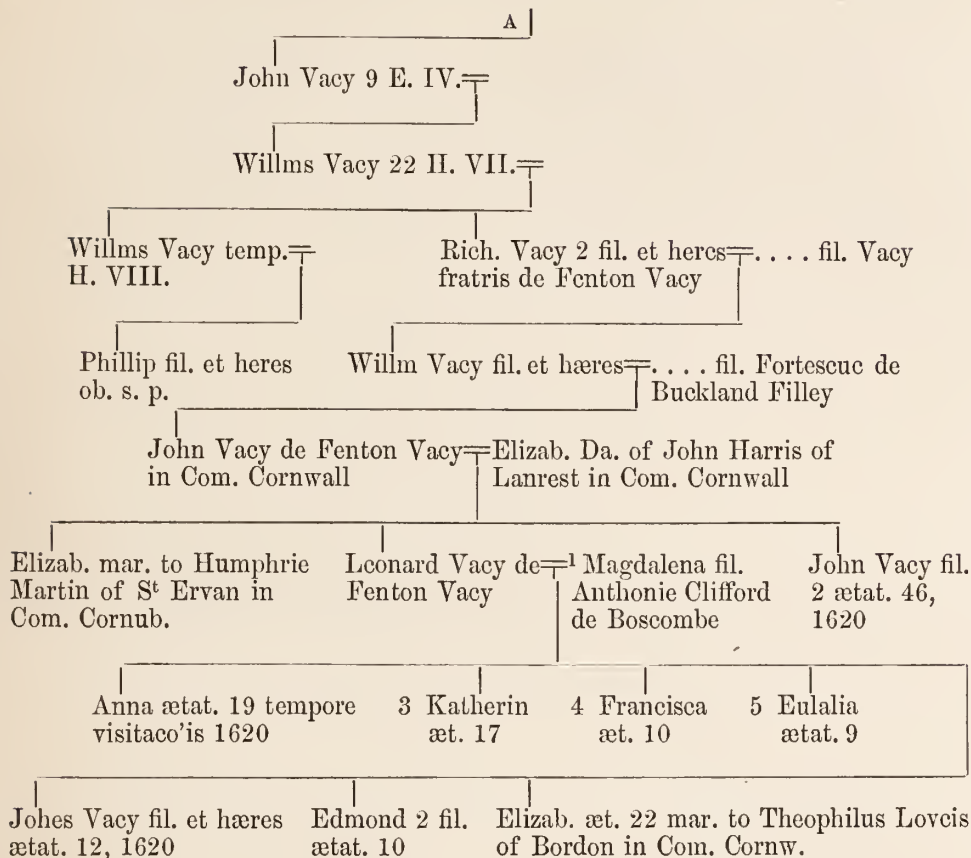 A
John Vacy 9 E. IV.
Willms Vacy 22 H. VII.
Willms Vacy temp.
H. VIII.
Rich. Vacy 2 fil. et heres
fratris de Fenton Vacy
. . . . fil. Vacy
Phillip fil. et heres
ob. s. p.
Willm Vacy fil. et hæres
. . . . fil. Fortescue de
Buckland Filley
John Vacy de Fenton Vacy
in Com. Cornwall
Elizab. Da. of John Harris of
Lanrest in Com. Cornwall
Elizab. mar. to Humphrie
Martin of St Ervan in
Com. Cornub.
Leonard Vacy de
Fenton Vacy
1 Magdalena fil.
Anthonie Clifford
de Boscombe
John Vacy fil.
2 ætat. 46,
1620
Anna ætat. 19 tempore
visitaco'is 1620
3 Katherin
æt. 17
4 Francisca
æt. 10
5 Eulalia
ætat. 9
Johes Vacy fil. et hæres
ætat. 12, 1620
Edmond 2 fil.
ætat. 10
Elizab. æt. 22 mar. to Theophilus Loveis
of Bordon in Com. Cornw.